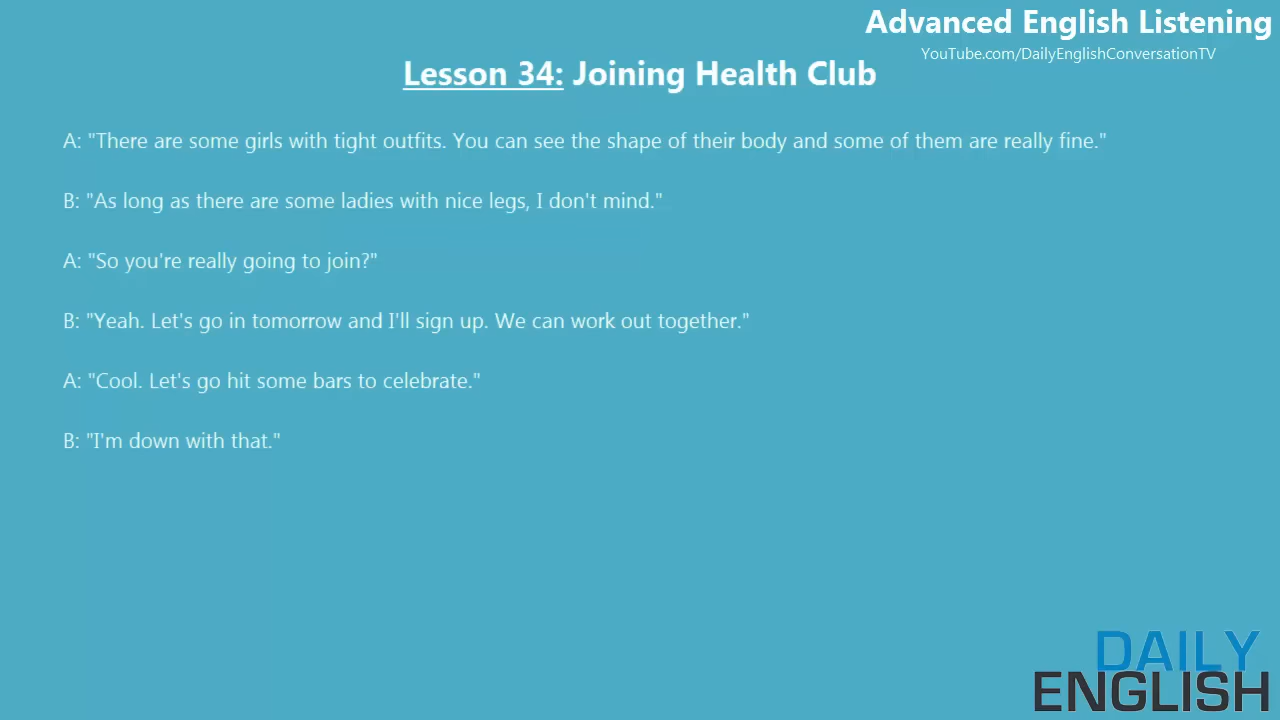 Advanced English Listening
YouTube.com/DailyEnglishConversationTV
Lesson 34: Joining Health Club
A: "There are some girls with tight outfits. You can see the shape of their body and some of them are really fine."
B: "As long as there are some ladies with nice legs, I don't mind."
A: "So you're really going to join?"
B: "Yeah. Let's go in tomorrow and I'll sign up. We can work out together."
A: "Cool. Let's go hit some bars to celebrate."
B: "I'm down with that."
DAILY
ENGLISH